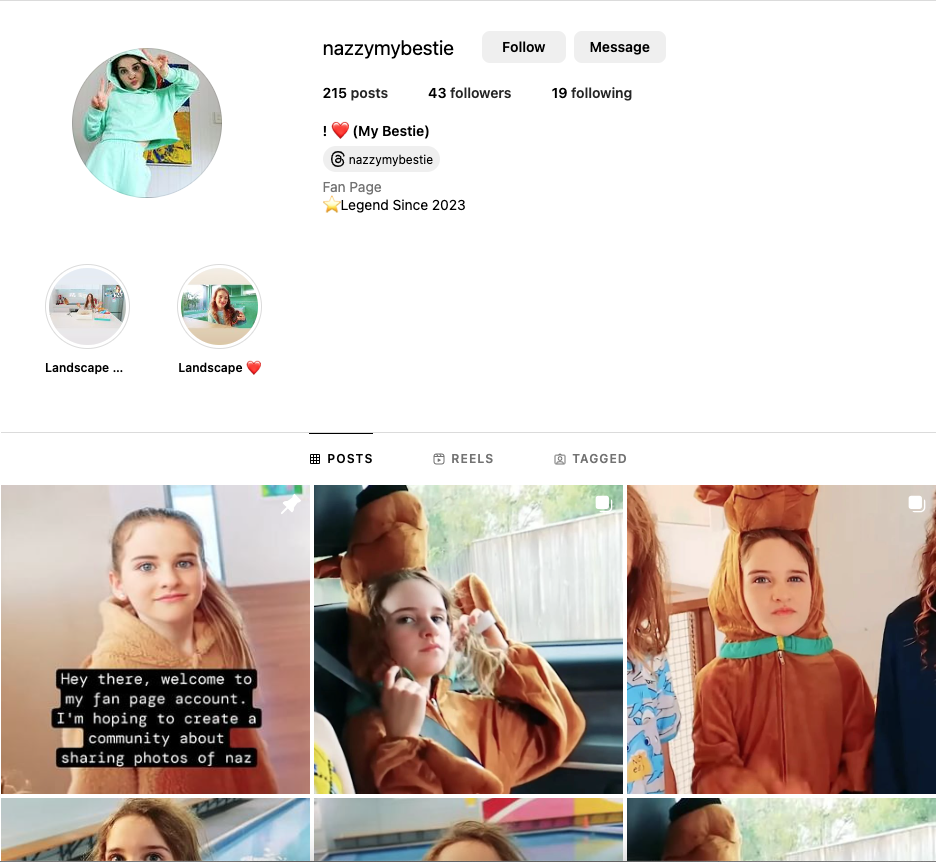 nazzymybestie
Follow
Message
215 posts
43 followers
19 following
! ❤️ (My Bestie)
nazzymybestie
Fan Page
⭐Legend Since 2023
Landscape ...
Landscape ❤️
POSTS
REELS
TAGGED
Hey there, welcome to
my fan page account.
I'm hoping to create a
community about
sharing photos of naz